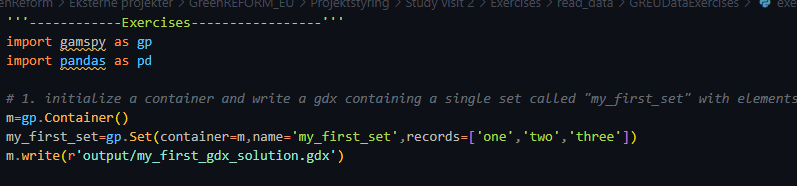 enReform > Eksterne projekter > GreenREFORM_EU > Projektstyring > Study visit 2 > Exercises > read_data > GREUDataExercises > exe
'''------------Exercises-----------------'''
import gamspy as gp
import pandas as pd
# 1. initialize a container and write a gdx containing a single set called "my_first_set" with elements
m=gp.Container()
my_first_set=gp.Set(container=m,name='my_first_set',records=['one','two','three'])
m.write(r'output/my_first_gdx_solution.gdx')